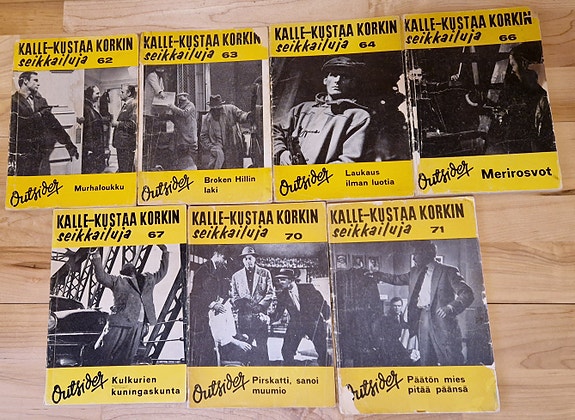 KALLE-KUSTAA KORKIN
seikkailuja 62
Outsider
Murhaloukku
KALLE-KUSTAA KORKIN
seikkailuja 63
Outsider
Broken Hillin
laki
KALLE-KUSTAA KORKIN
seikkailuja 64
Outsider
Laukaus
ilman luotia
KALLE-KUSTAA KORKIN
seikkailuja 66
Outsider
Merirosvot
KALLE-KUSTAA KORKIN
seikkailuja 67
Outsider
Kulkurien
kuningaskunta
KALLE-KUSTAA KORKIN
seikkailuja 70
Outsider
Pirskatti, sanoi
muumio
KALLE-KUSTAA KORKIN
seikkailuja 71
Outsider
Päätön mies
pitää päänsä